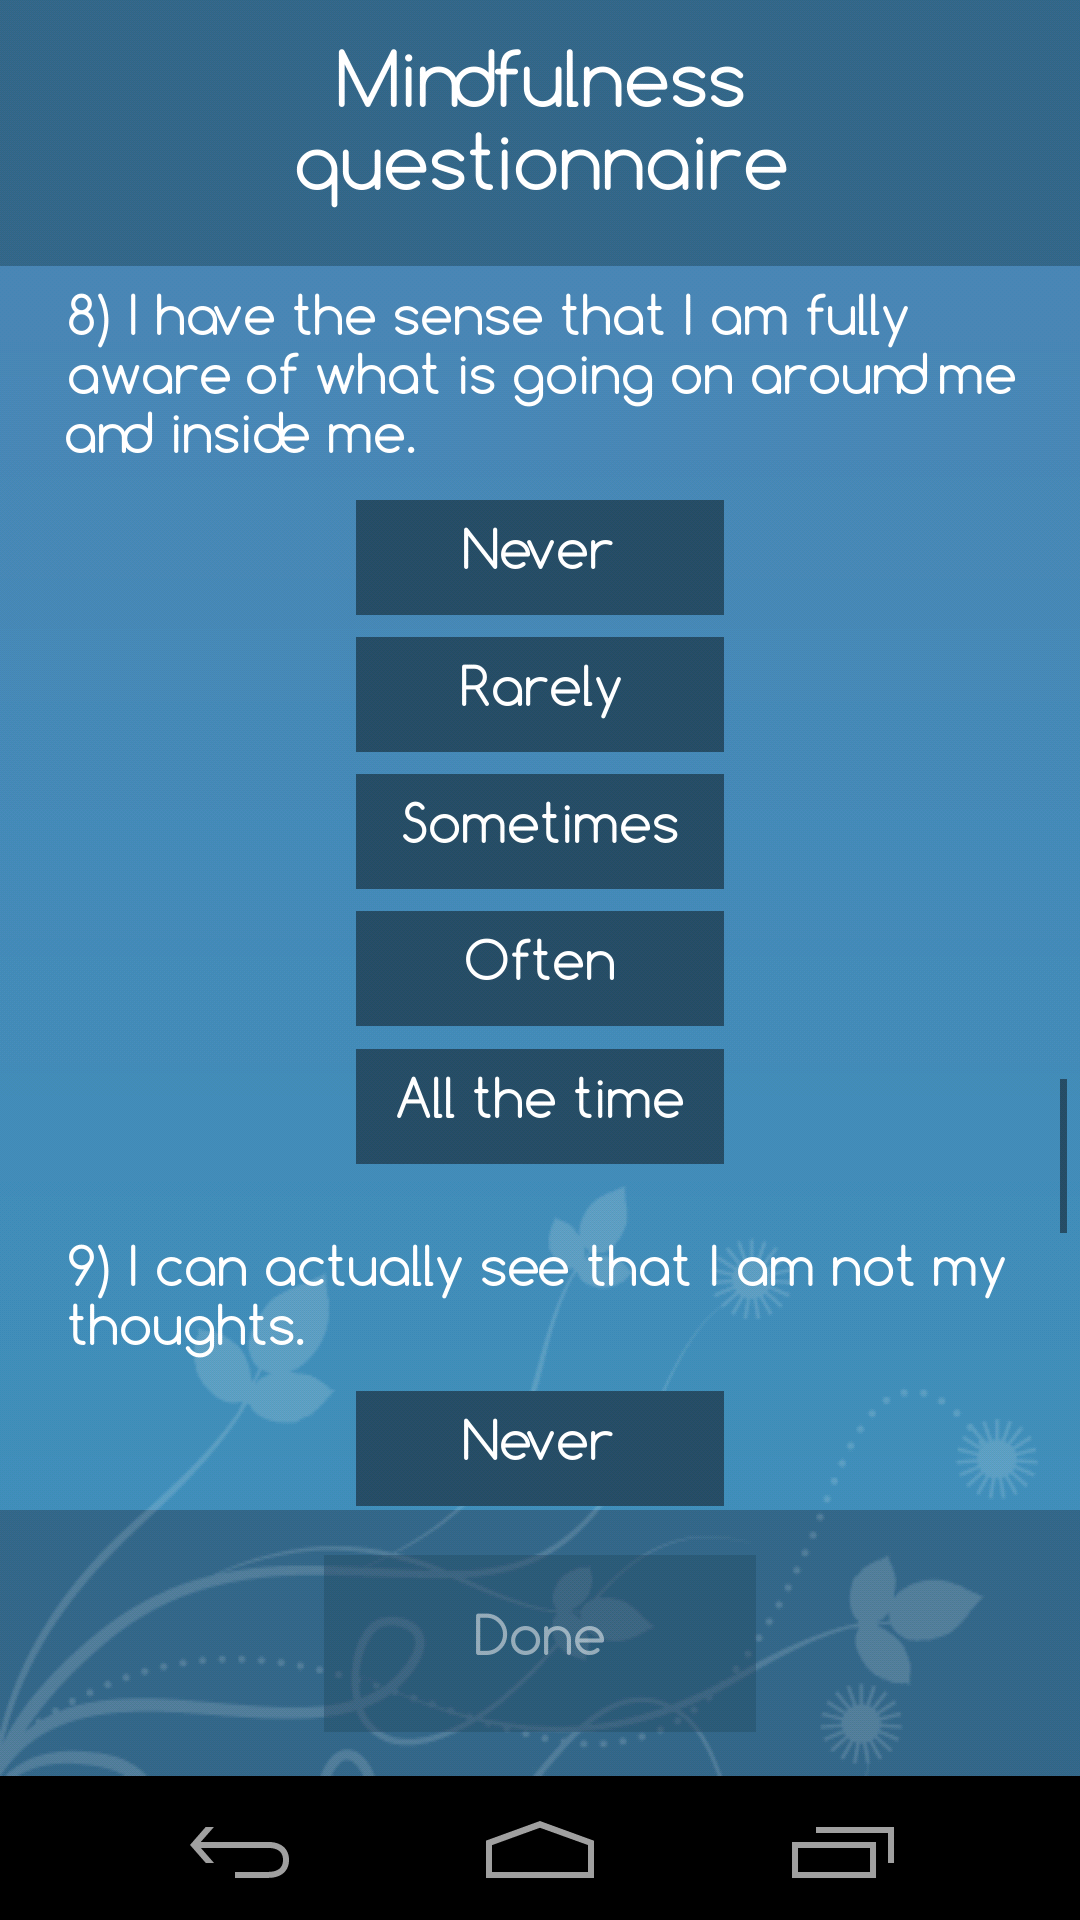 Mindfulness
questionnaire
8) I have the sense that I am fully
aware of what is going on around me
and inside me.
Never
Rarely
Sometimes
Often
All the time
9) I can actually see that I am not my
thoughts.
Never
Done